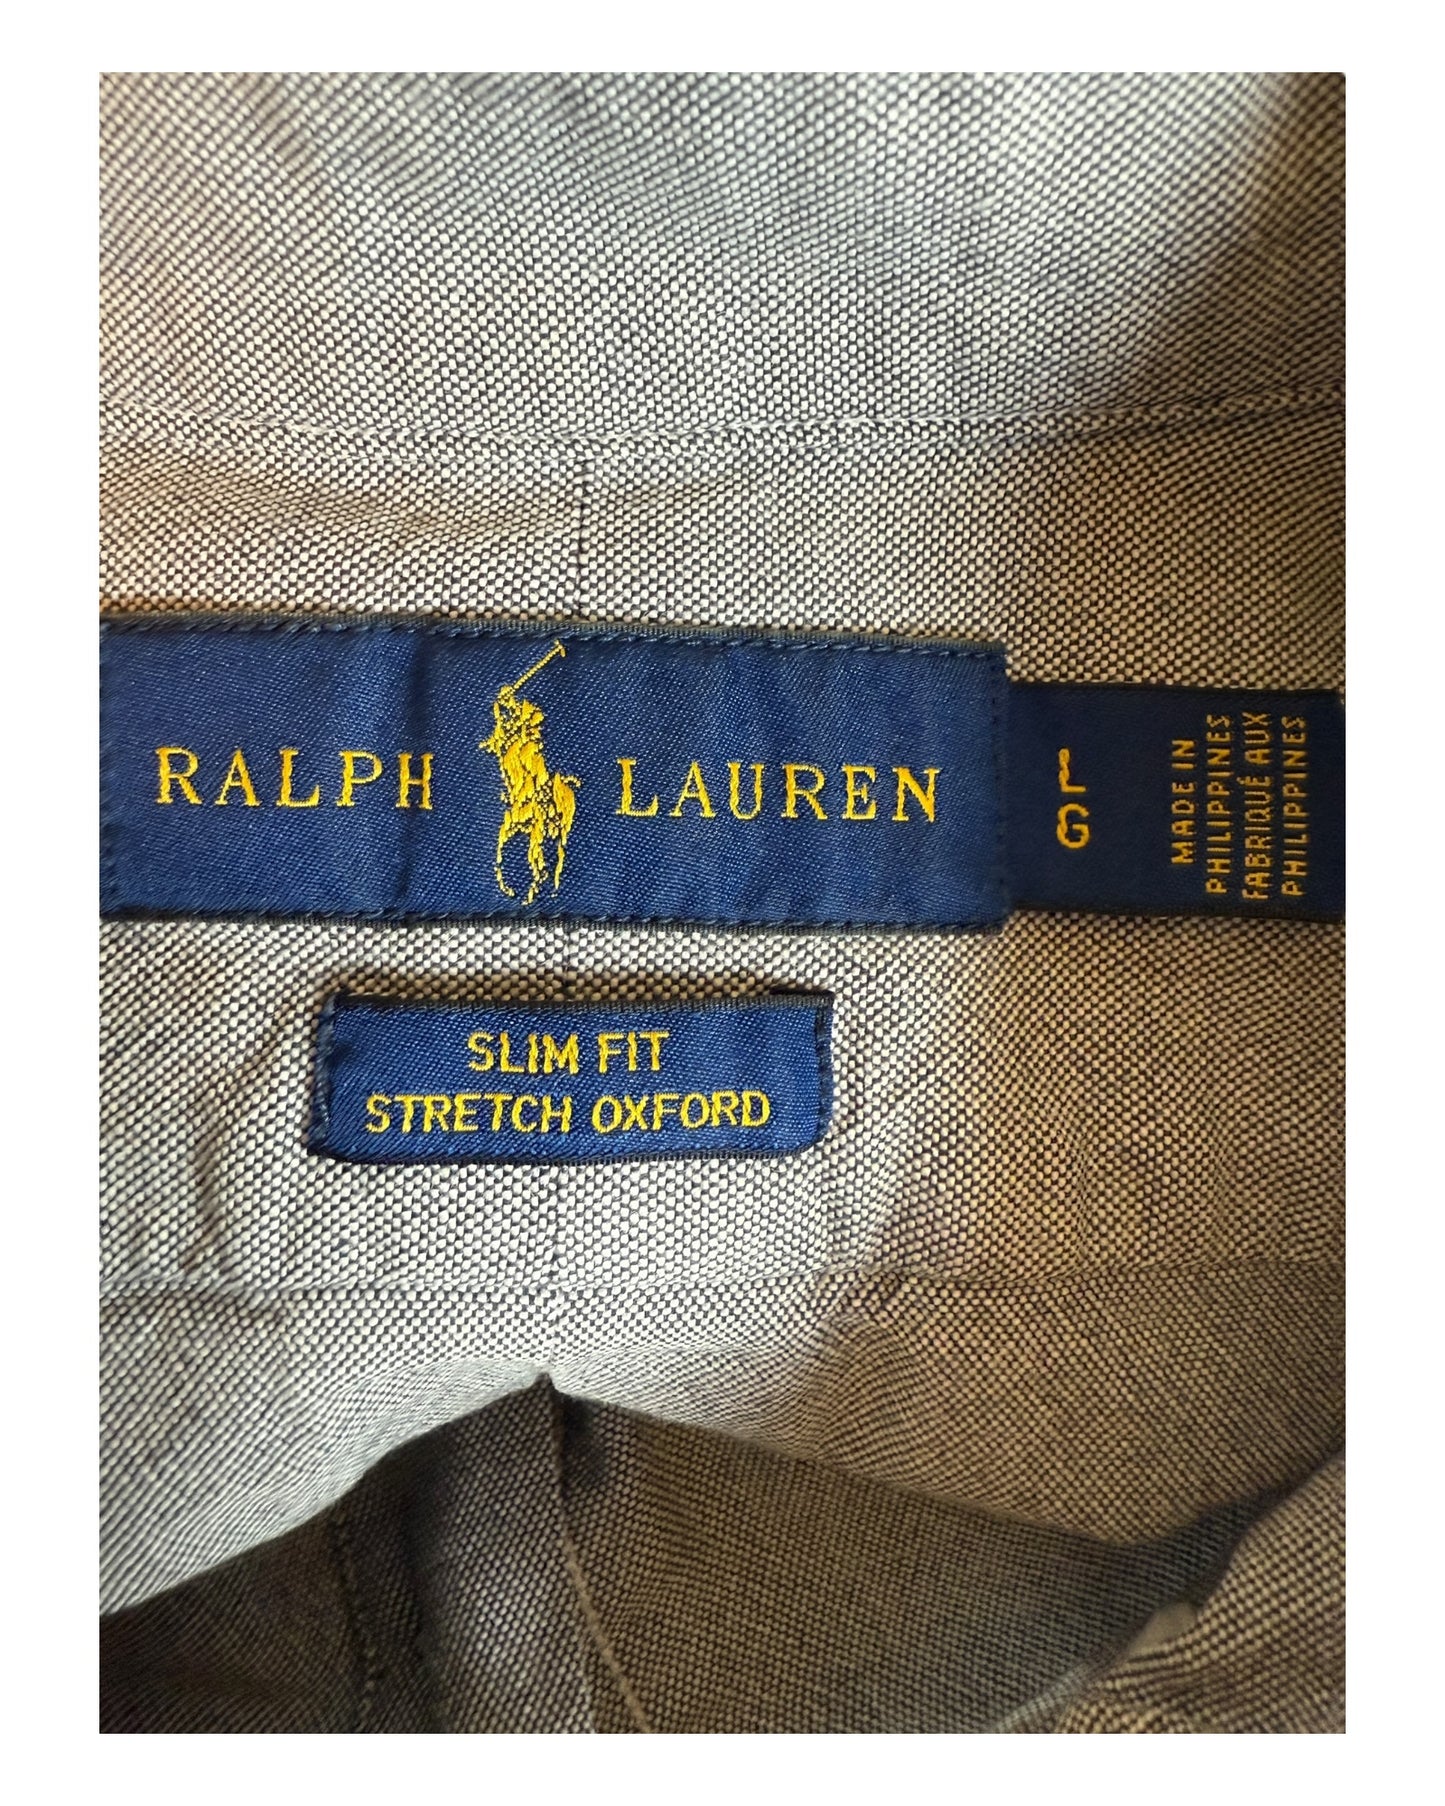 RALPH LAUREN
MADE IN
PHILIPPINES
FABRIQUÉ AUX
PHILIPPINES
SLIM FIT
STRETCH OXFORD